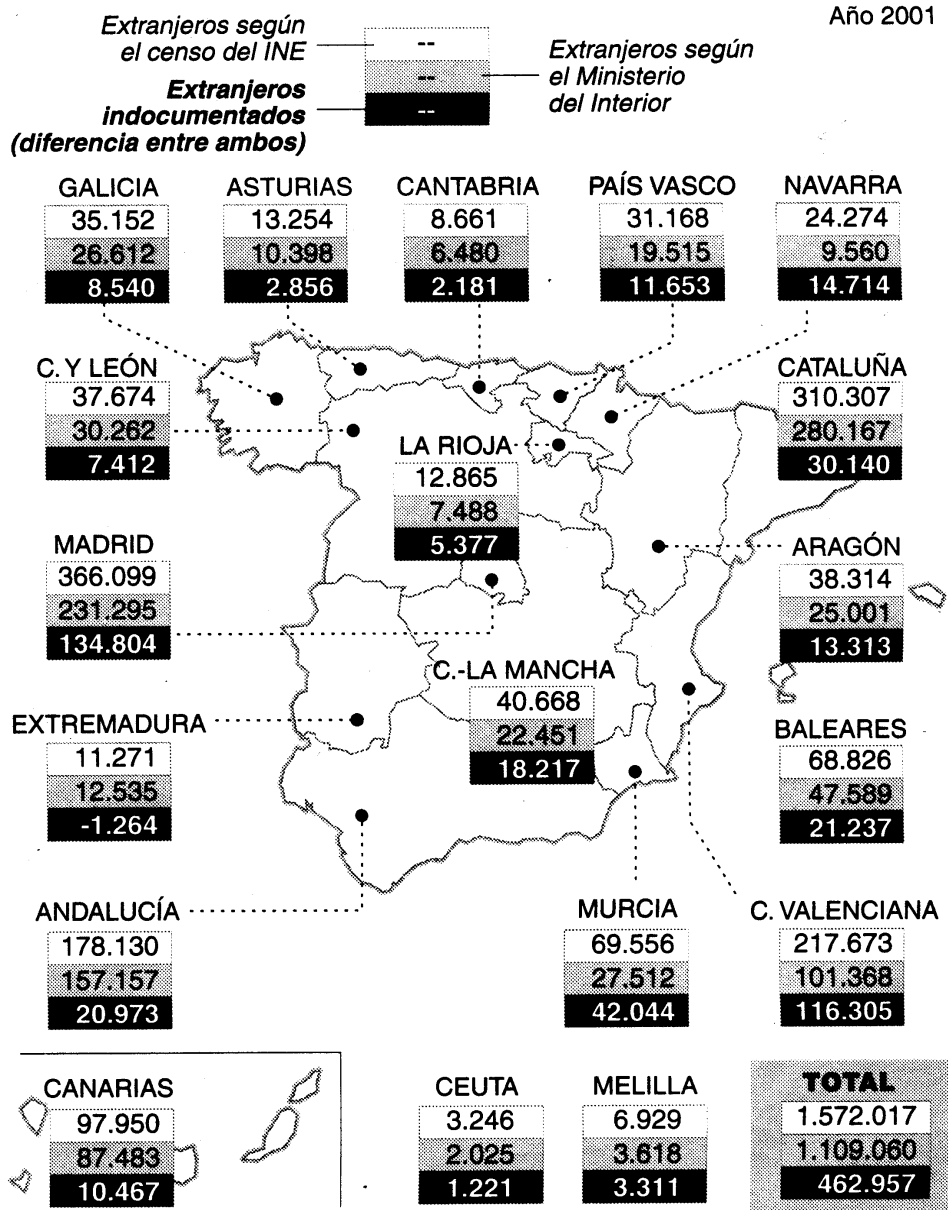 Año 2001
Extranjeros según
el censo del INE
--
--
--
Extranjeros según
el Ministerio
del Interior
Extranjeros
indocumentados
(diferencia entre ambos)
GALICIA
35.152
26.612
8.540
ASTURIAS
13.254
10.398
2.856
CANTABRIA
8.661
6.480
2.181
PAÍS VASCO
31.168
19.515
11.653
NAVARRA
24.274
9.560
14.714
C. Y LEÓN
37.674
30.262
7.412
LA RIOJA
12.865
7.488
5.377
CATALUÑA
310.307
280.167
30.140
MADRID
366.099
231.295
134.804
ARAGÓN
38.314
25.001
13.313
EXTREMADURA
11.271
12.535
-1.264
C.-LA MANCHA
40.668
22.451
18.217
BALEARES
68.826
47.589
21.237
ANDALUCÍA
178.130
157.157
20.973
MURCIA
69.556
27.512
42.044
C. VALENCIANA
217.673
101.368
116.305
CANARIAS
97.950
87.483
10.467
CEUTA
3.246
2.025
1.221
MELILLA
6.929
3.618
3.311
TOTAL
1.572.017
1.109.060
462.957